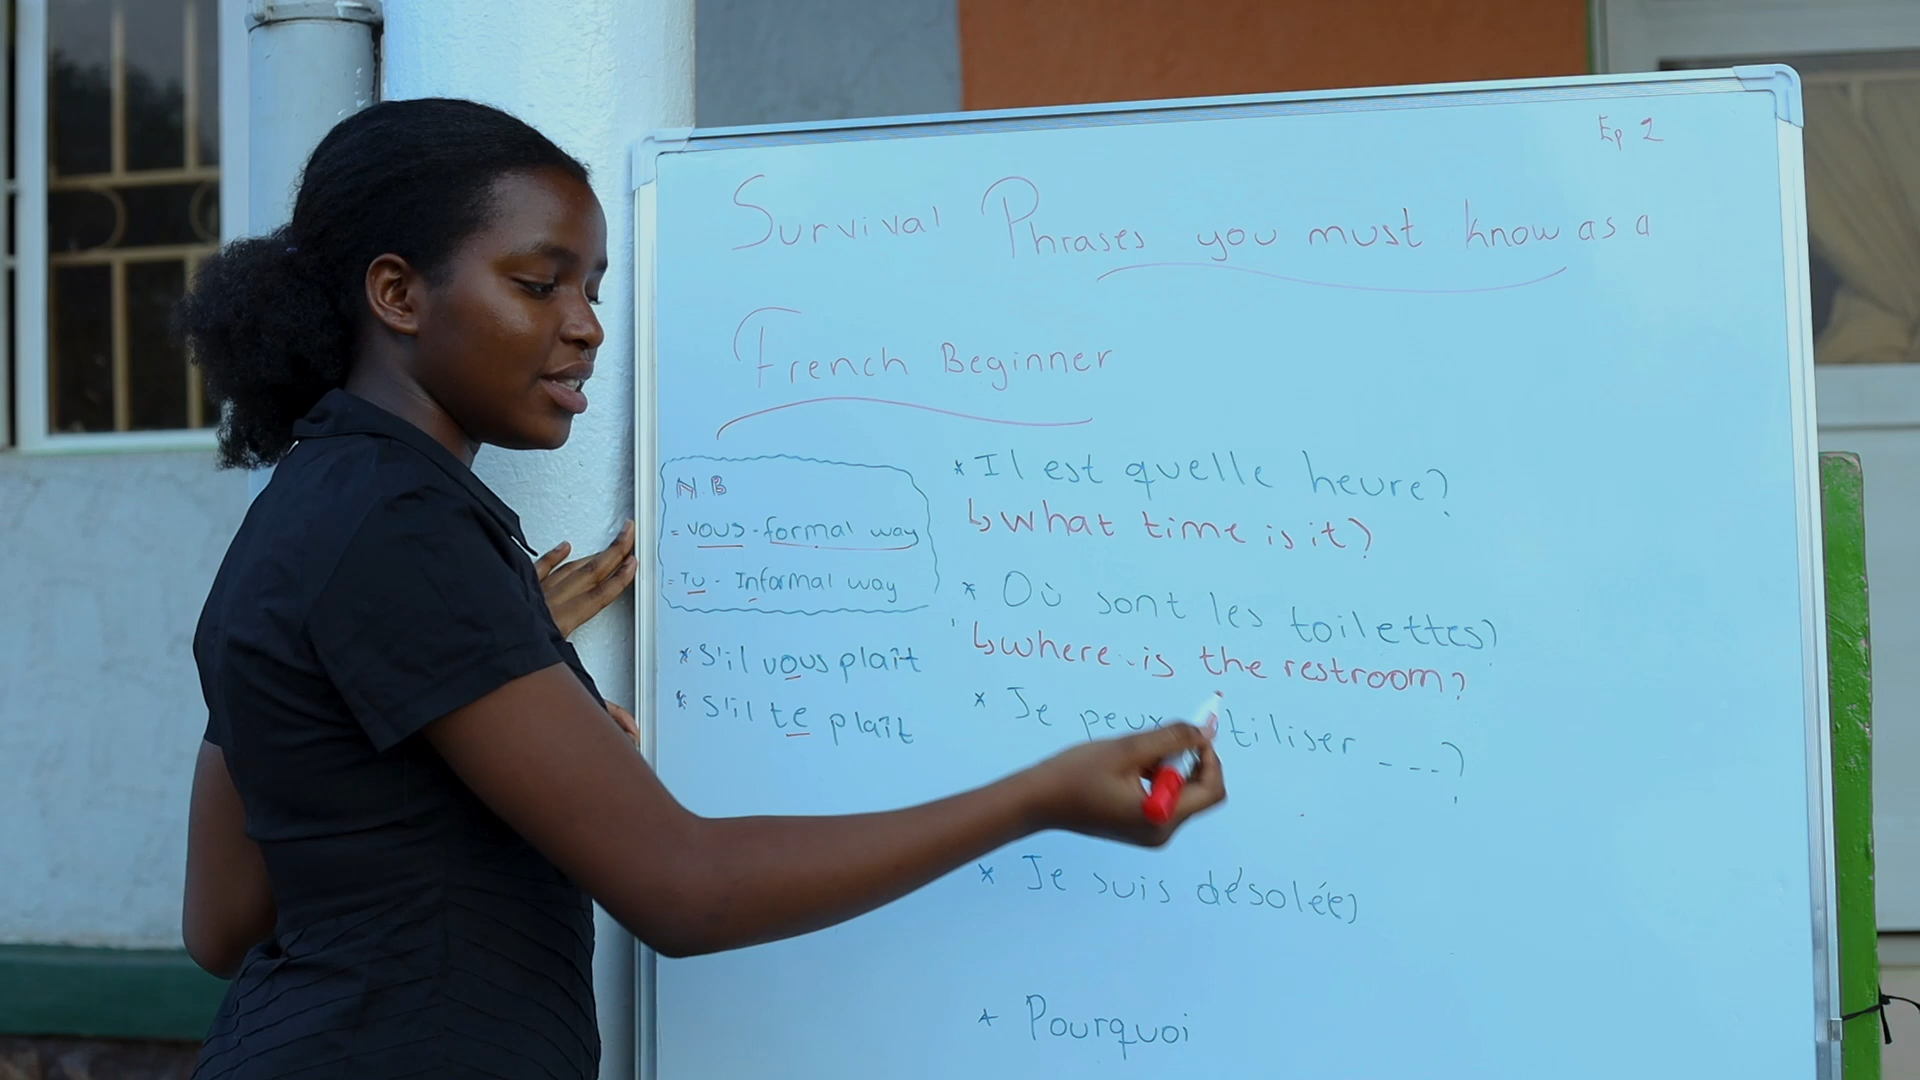 Ep 2
Survival Phrases you must know as a
French Beginner
N.B
= vous - formal way
= Tu - Informal way
* S'il vous plaît
* S'il te plaît
* Il est quelle heure?
↳ What time is it?
* Où sont les toilettes?
↳ where is the restroom?
* Je peux utiliser ---?
* Je suis désolé(e)
* Pourquoi